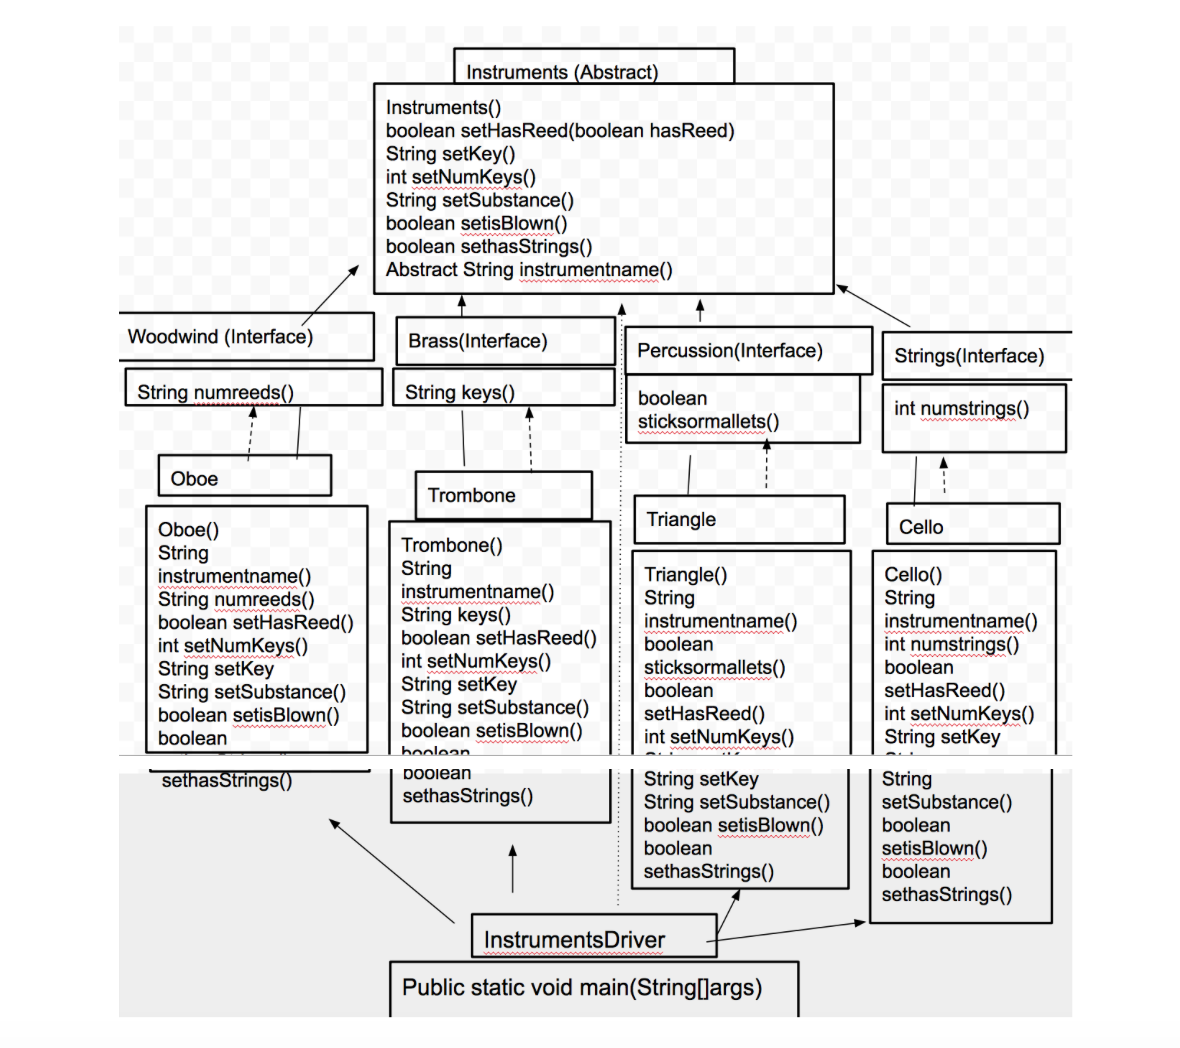 Instruments (Abstract)
Instruments()
boolean setHasReed(boolean hasReed)
String setKey()
int setNumKeys()
String setSubstance()
boolean setisBlown()
boolean sethasStrings()
Abstract String instrumentname()
Woodwind (Interface)
String numreeds()
Brass(Interface)
String keys()
Percussion(Interface)
boolean
sticksormallets()
Strings(Interface)
int numstrings()
Oboe
Oboe()
String
instrumentname()
String numreeds()
boolean setHasReed()
int setNumKeys()
String setKey
String setSubstance()
boolean setisBlown()
boolean
sethasStrings()
Trombone
Trombone()
String
instrumentname()
String keys()
boolean setHasReed()
int setNumKeys()
String setKey
String setSubstance()
boolean setisBlown()
boolean
boolean
sethasStrings()
Triangle
Triangle()
String
instrumentname()
boolean
sticksormallets()
boolean
setHasReed()
int setNumKeys()
String setKey
String setSubstance()
boolean setisBlown()
boolean
sethasStrings()
Cello
Cello()
String
instrumentname()
int numstrings()
boolean
setHasReed()
int setNumKeys()
String setKey
String
setSubstance()
boolean
setisBlown()
boolean
sethasStrings()
InstrumentsDriver
Public static void main(String[]args)